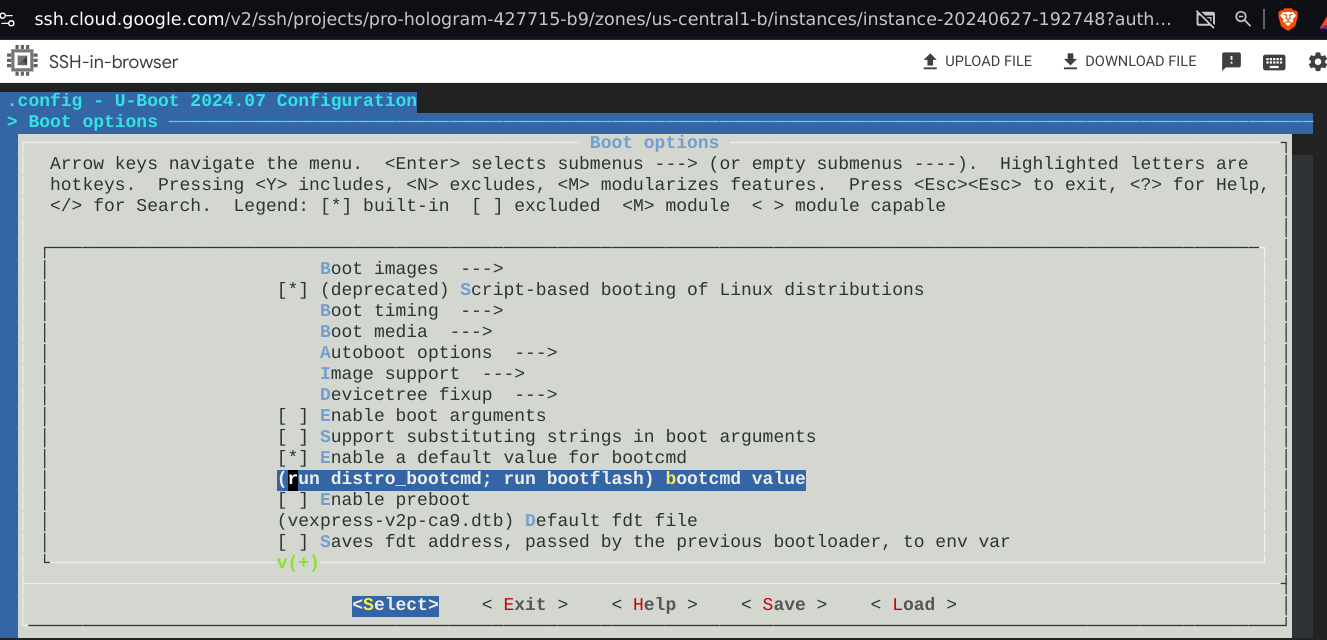 ssh.cloud.google.com/v2/ssh/projects/pro-hologram-427715-b9/zones/us-central1-b/instances/instance-20240627-192748?auth...
SSH-in-browser UPLOAD FILE DOWNLOAD FILE
.config - U-Boot 2024.07 Configuration
> Boot options
Boot options
Arrow keys navigate the menu. <Enter> selects submenus ---> (or empty submenus ----). Highlighted letters are
hotkeys. Pressing <Y> includes, <N> excludes, <M> modularizes features. Press <Esc><Esc> to exit, <?> for Help,
</> for Search. Legend: [*] built-in [ ] excluded <M> module < > module capable
Boot images --->
[*] (deprecated) Script-based booting of Linux distributions
Boot timing --->
Boot media --->
Autoboot options --->
Image support --->
Devicetree fixup --->
[ ] Enable boot arguments
[ ] Support substituting strings in boot arguments
[*] Enable a default value for bootcmd
(run distro_bootcmd; run bootflash) bootcmd value
[ ] Enable preboot
(vexpress-v2p-ca9.dtb) Default fdt file
[ ] Saves fdt address, passed by the previous bootloader, to env var
v(+)
<Select> < Exit > < Help > < Save > < Load >